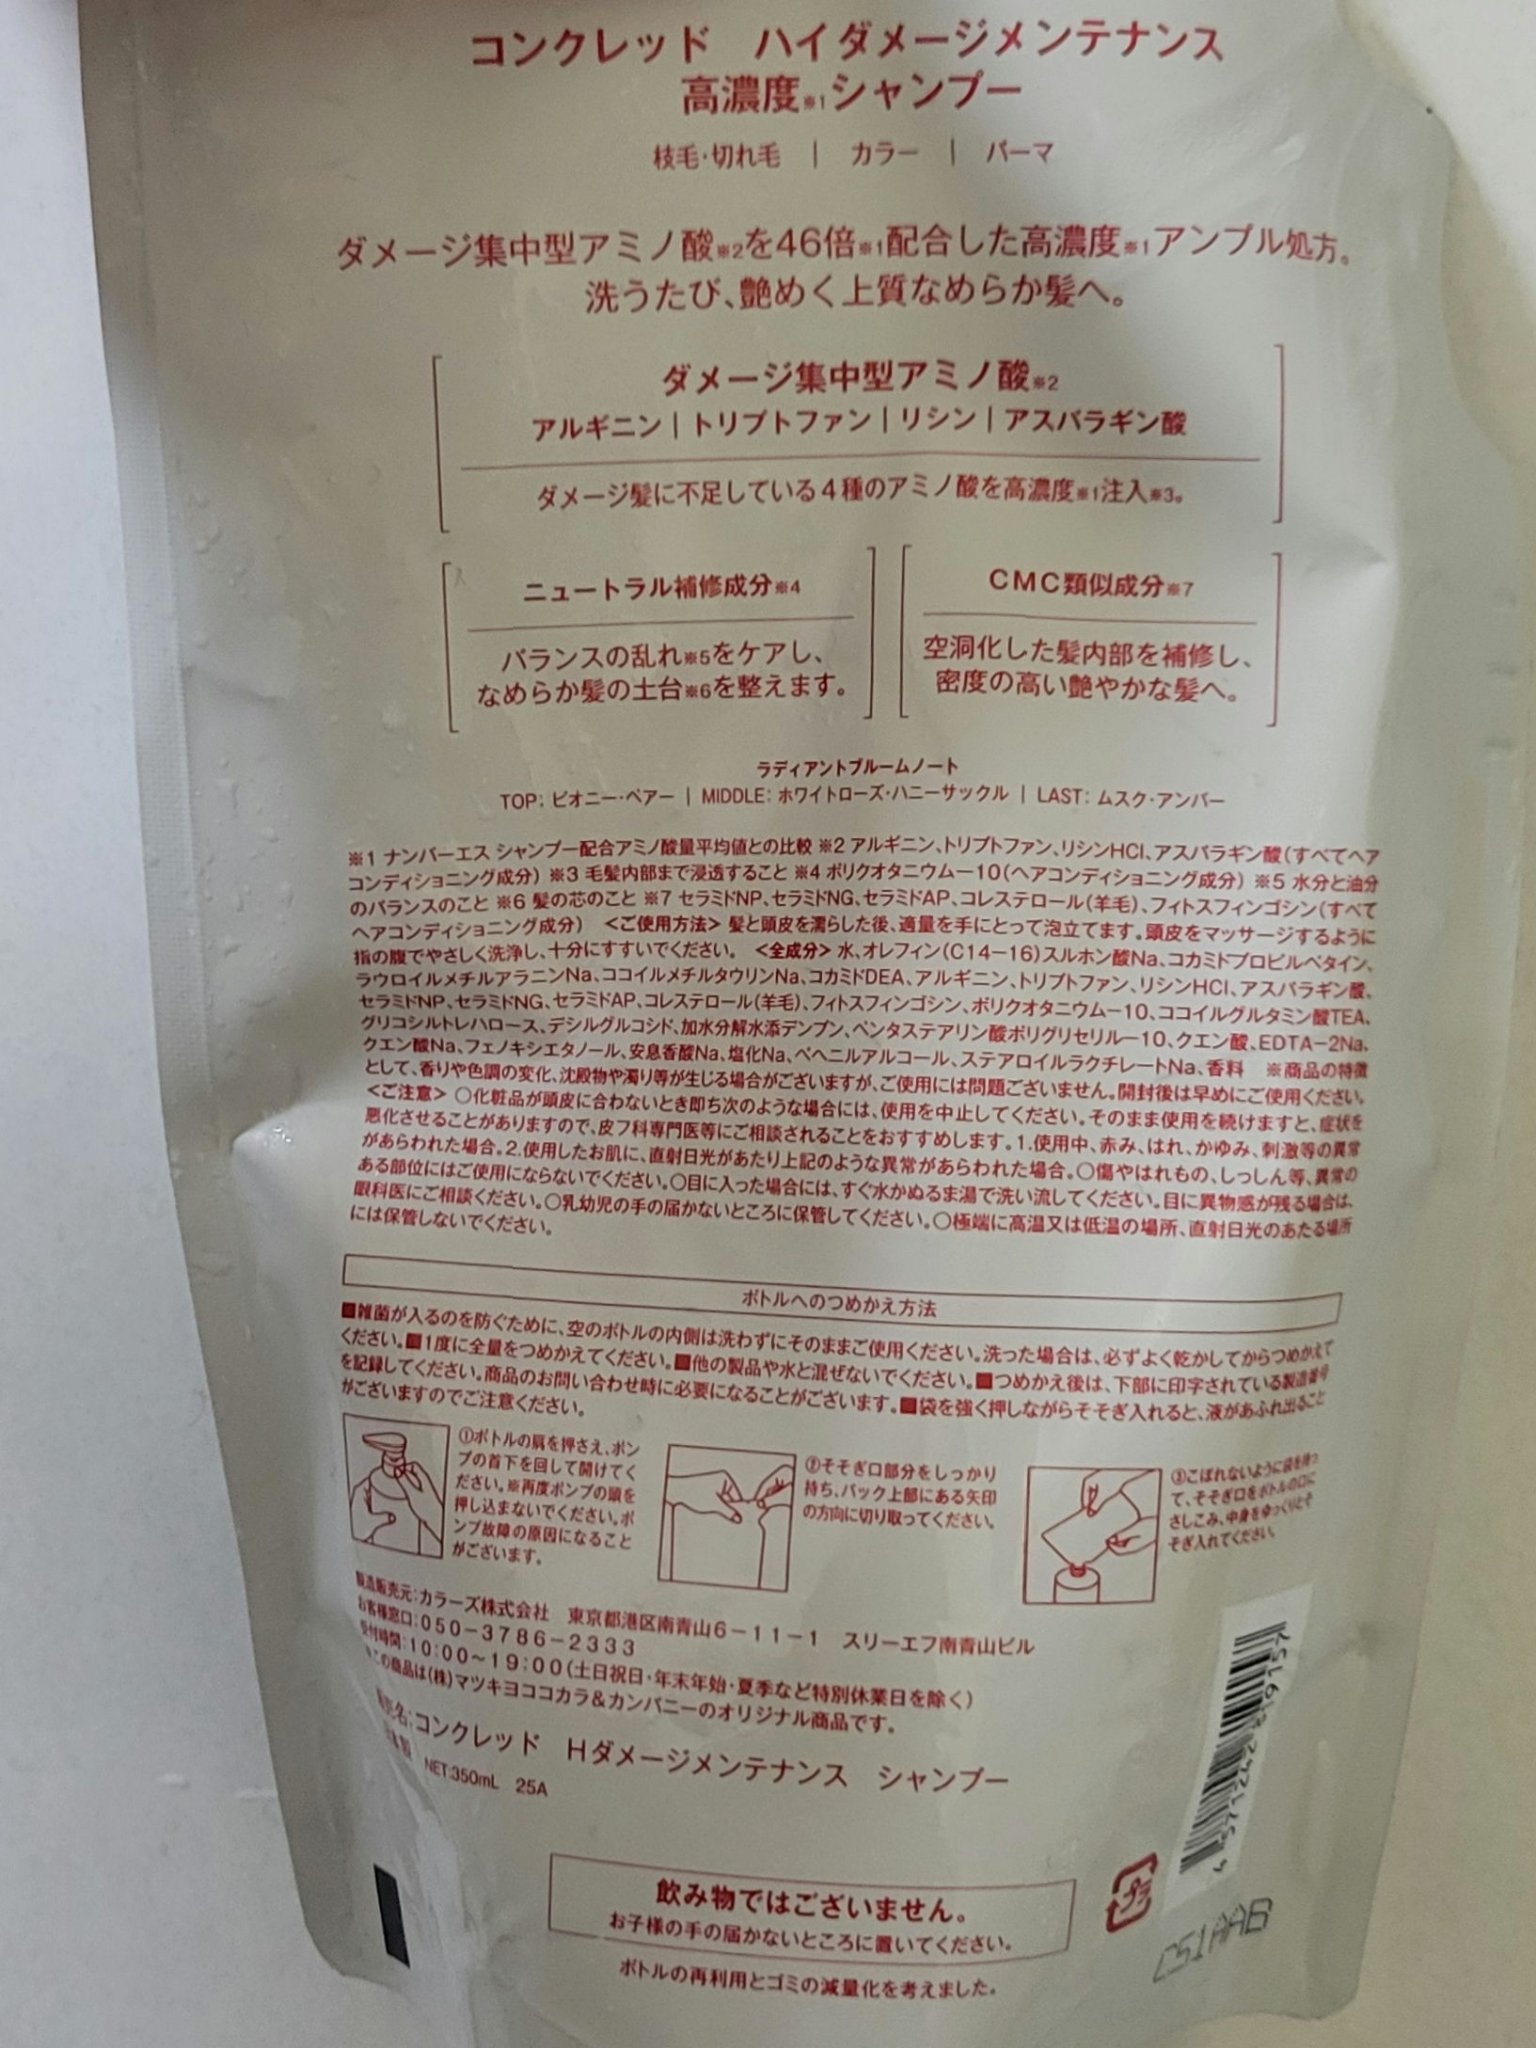 コンクレッド ハイダメージメンテナンス
高濃度※1シャンプー
枝毛・切れ毛 | カラー | パーマ
ダメージ集中型アミノ酸※2を46倍※1配合した高濃度※1アンプル処方。
洗うたび、艶めく上質なめらか髪へ。
ダメージ集中型アミノ酸※2
アルギニン|トリプトファン|リシン|アスパラギン酸
ダメージ髪に不足している4種のアミノ酸を高濃度※1注入※3。
ニュートラル補修成分※4
バランスの乱れ※5をケアし、
なめらか髪の土台※6を整えます。
CMC類似成分※7
空洞化した髪内部を補修し、
密度の高い艶やかな髪へ。
ラディアントブルームノート
TOP: ピオニー・ペアー | MIDDLE: ホワイトローズ・ハニーサックル | LAST: ムスク・アンバー
※1 ナンバーエス シャンプー配合アミノ酸量平均値との比較 ※2 アルギニン、トリプトファン、リシンHCl、アスパラギン酸(すべてヘア
コンディショニング成分) ※3 毛髪内部まで浸透すること ※4 ポリクオタニウム－10(ヘアコンディショニング成分) ※5 水分と油分
のバランスのこと ※6 髪の芯のこと ※7 セラミドNP、セラミドNG、セラミドAP、コレステロール(羊毛)、フィトスフィンゴシン(すべて
ヘアコンディショニング成分) <ご使用方法> 髪と頭皮を濡らした後、適量を手にとって泡立てます。頭皮をマッサージするように
指の腹でやさしく洗浄し、十分にすすいでください。 <全成分> 水、オレフィン(C14－16)スルホン酸Na、コカミドプロピルベタイン、
ラウロイルメチルアラニンNa、ココイルメチルタウリンNa、コカミドDEA、アルギニン、トリプトファン、リシンHCl、アスパラギン酸、
セラミドNP、セラミドNG、セラミドAP、コレステロール(羊毛)、フィトスフィンゴシン、ポリクオタニウム－10、ココイルグルタミン酸TEA、
グリコシルトレハロース、デシルグルコシド、加水分解水添デンプン、ペンタステアリン酸ポリグリセリル－10、クエン酸、EDTA－2Na、
クエン酸Na、フェノキシエタノール、安息香酸Na、塩化Na、ベヘニルアルコール、ステアロイルラクチレートNa、香料 ※商品の特徴
として、香りや色調の変化、沈殿物や濁り等が生じる場合がございますが、ご使用には問題ございません。開封後は早めにご使用ください。
<ご注意> ○化粧品が頭皮に合わないとき即ち次のような場合には、使用を中止してください。そのまま使用を続けますと、症状を
悪化させることがありますので、皮フ科専門医等にご相談されることをおすすめします。1.使用中、赤み、はれ、かゆみ、刺激等の異常
があらわれた場合。2.使用したお肌に、直射日光があたり上記のような異常があらわれた場合。○傷やはれもの、しっしん等、異常の
ある部位にはご使用にならないでください。○目に入った場合には、すぐ水かぬるま湯で洗い流してください。目に異物感が残る場合は、
眼科医にご相談ください。○乳幼児の手の届かないところに保管してください。○極端に高温又は低温の場所、直射日光のあたる場所
には保管しないでください。
ボトルへのつめかえ方法
■雑菌が入るのを防ぐために、空のボトルの内側は洗わずにそのままご使用ください。洗った場合は、必ずよく乾かしてからつめかえて
ください。■1度に全量をつめかえてください。■他の製品や水と混ぜないでください。■つめかえ後は、下部に印字されている製造番号
を記録してください。商品のお問い合わせ時に必要になることがございます。■袋を強く押しながらそそぎ入れると、液があふれ出ること
がございますのでご注意ください。
①ボトルの肩を押さえ、ポン
プの首下を回して開けてく
ださい。※再度ポンプの頭を
押し込まないでください。ポ
ンプ故障の原因になること
がございます。
②そそぎ口部分をしっかり
持ち、パック上部にある矢印
の方向に切り取ってください。
③こぼれないように袋を持っ
て、そそぎ口をボトルの口に
さしこみ、中身をゆっくりとそ
そぎ入れてください。
製造販売元:カラーズ株式会社 東京都港区南青山6－11－1 スリーエフ南青山ビル
お客様窓口:050－3786－2333
受付時間:10:00～19:00(土日祝日・年末年始・夏季など特別休業日を除く)
この商品は(株)マツキヨココカラ&カンパニーのオリジナル商品です。
販売名:コンクレッド Hダメージメンテナンス シャンプー
日本製 NET:350mL 25A
飲み物ではございません。
お子様の手の届かないところに置いてください。
ボトルの再利用とゴミの減量化を考えました。
プラ